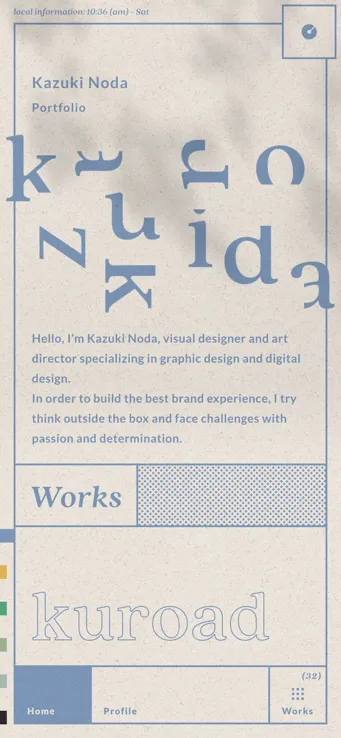 local information: 10:36 (am) - Sat
Kazuki Noda
Portfolio
k a u o
z u k i d a
Hello, I'm Kazuki Noda, visual designer and art
director specializing in graphic design and digital
design.
In order to build the best brand experience, I try
think outside the box and face challenges with
passion and determination.
Works
kuroad
(32)
Home Profile Works